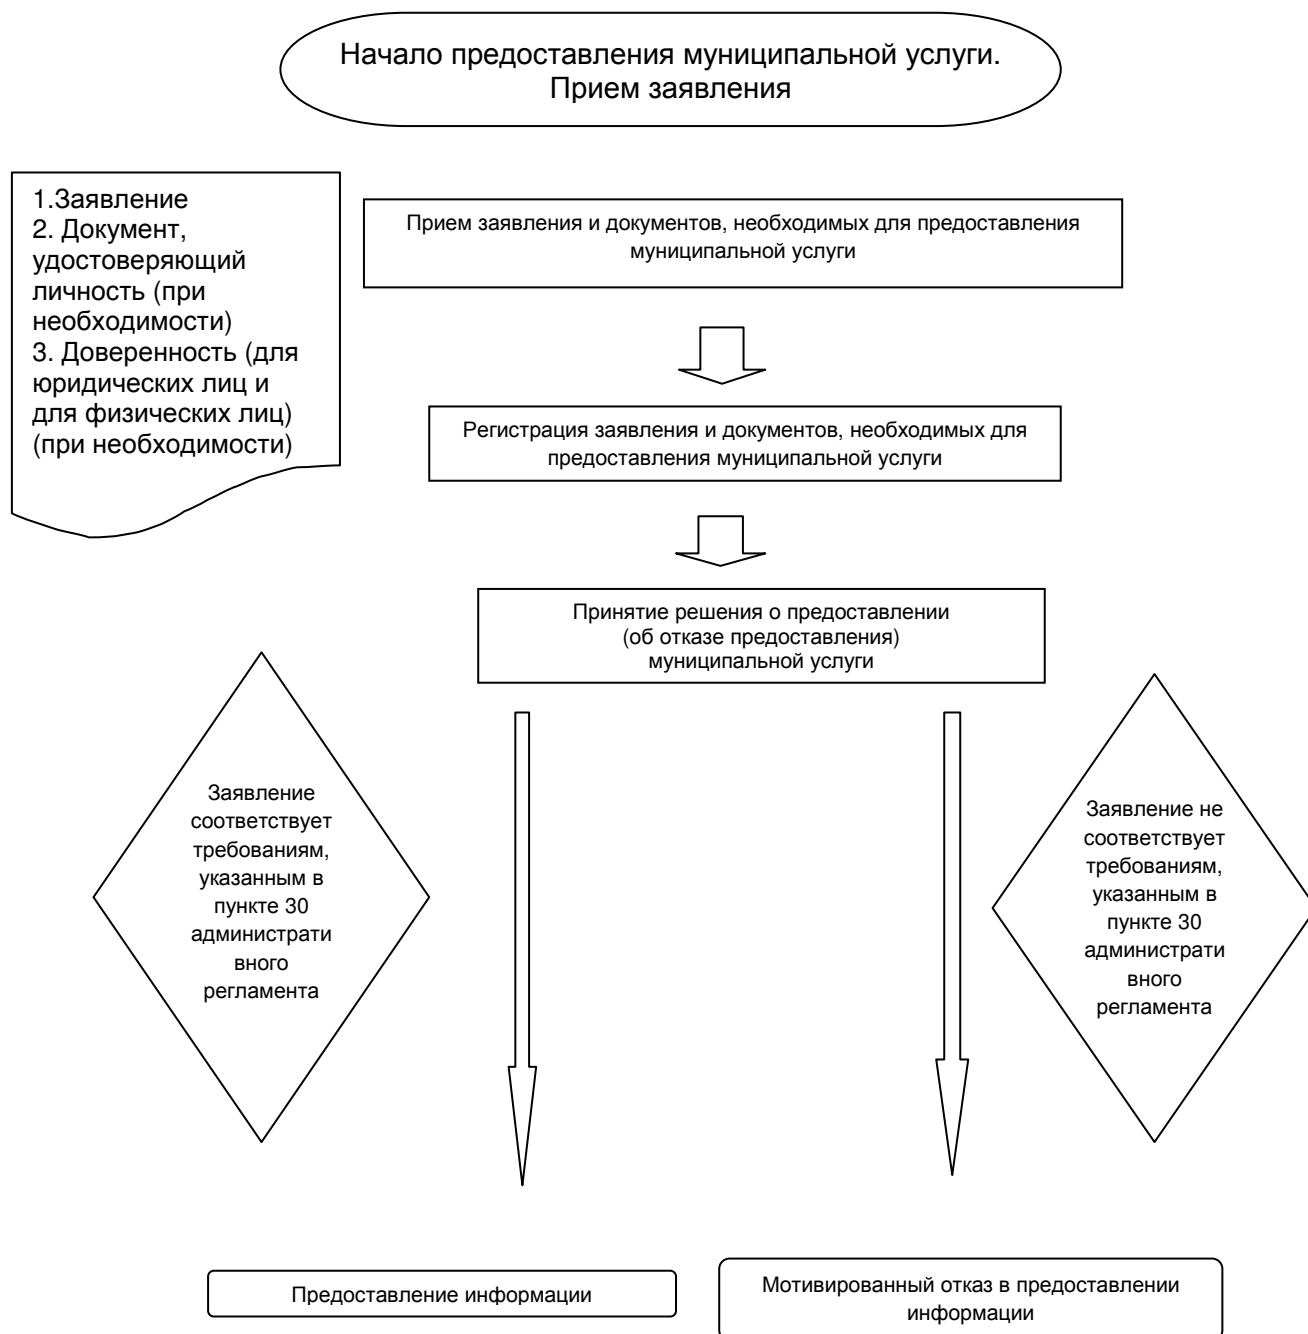 Начало предоставления муниципальной услуги.
Прием заявления
1.Заявление
2. Документ,
удостоверяющий
личность (при
необходимости)
3. Доверенность (для
юридических лиц и
для физических лиц)
(при необходимости)
Прием заявления и документов, необходимых для предоставления
муниципальной услуги
Регистрация заявления и документов, необходимых для
предоставления муниципальной услуги
Принятие решения о предоставлении
(об отказе предоставления)
муниципальной услуги
Заявление
соответствует
требованиям,
указанным в
пункте 30
администрати
вного
регламента
Заявление не
соответствует
требованиям,
указанным в
пункте 30
администрати
вного
регламента
Предоставление информации
Мотивированный отказ в предоставлении
информации